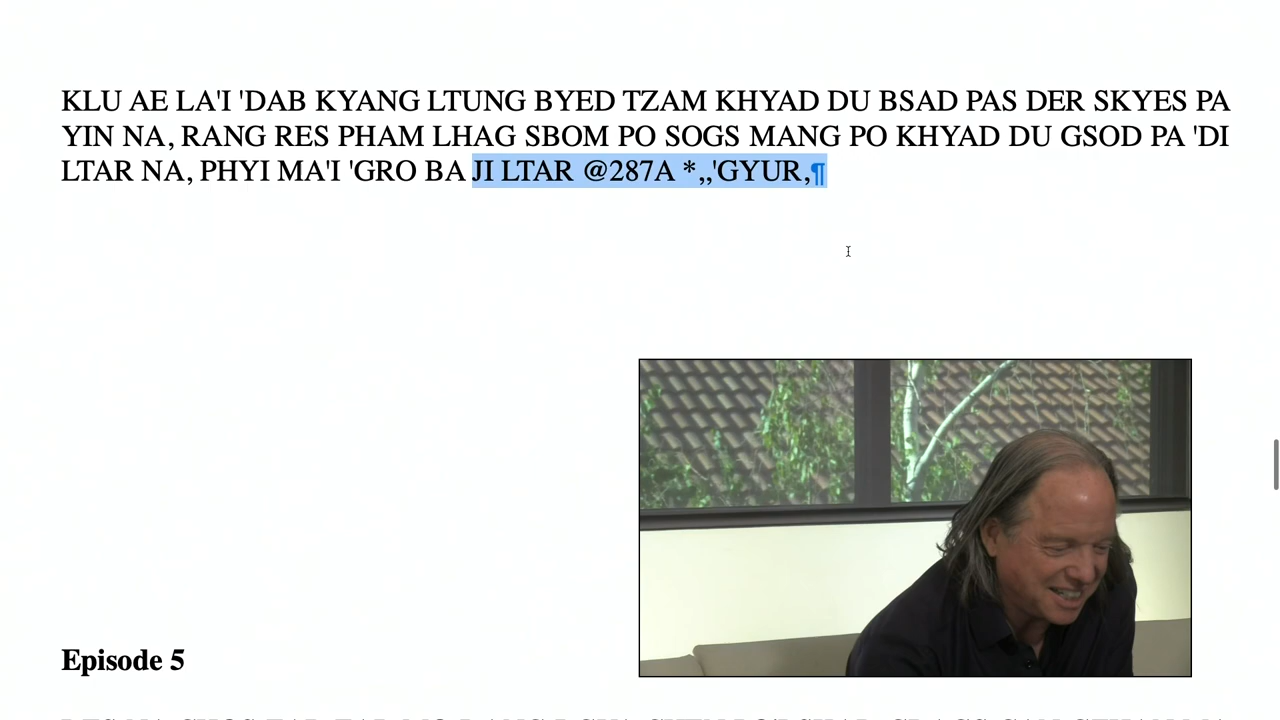 KLU AE LA'I 'DAB KYANG LTUNG BYED TZAM KHYAD DU BSAD PAS DER SKYES PA
YIN NA, RANG RES PHAM LHAG SBOM PO SOGS MANG PO KHYAD DU GSOD PA 'DI
LTAR NA, PHYI MA'I 'GRO BA JI LTAR @287A *,,'GYUR,¶
Episode 5